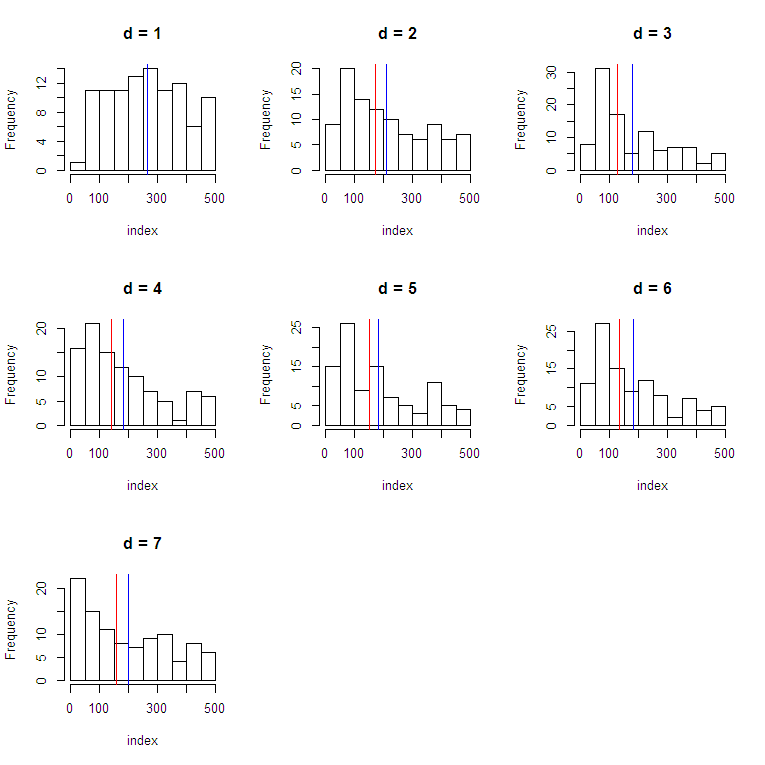 d = 1
d = 2
d = 3
Frequency
0 4 8 12
0 100 300 500
index
Frequency
0 5 10 15 20
0 100 300 500
index
Frequency
0 10 20 30
0 100 300 500
index
d = 4
d = 5
d = 6
Frequency
0 5 10 20
0 100 300 500
index
Frequency
0 5 15 25
0 100 300 500
index
Frequency
0 5 15 25
0 100 300 500
index
d = 7
Frequency
0 5 10 20
0 100 300 500
index